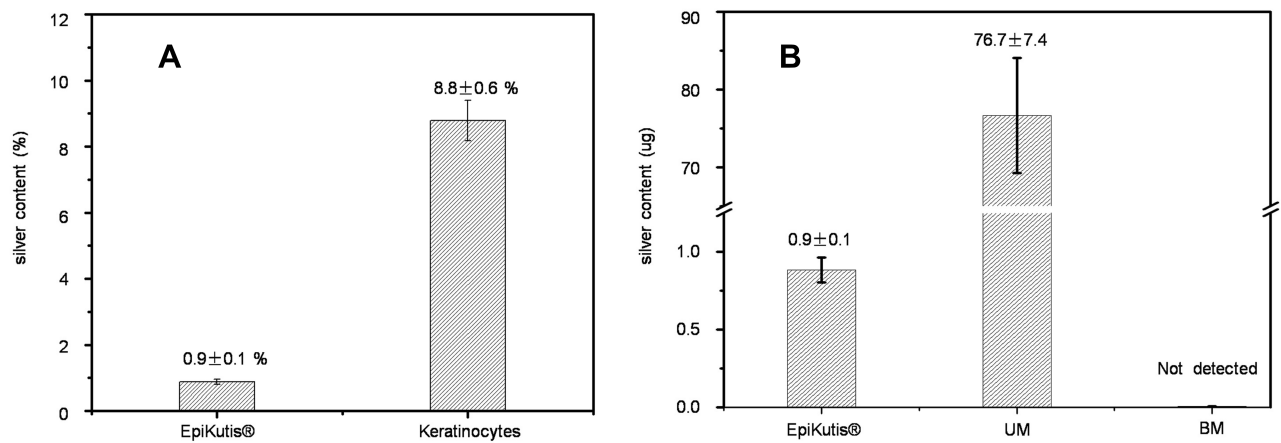 A
silver content (%)
12
10
8
6
4
2
0
0.9±0.1 %
8.8±0.6 %
EpiKutis®
Keratinocytes
B
silver content (ug)
90
80
70
1.0
0.5
0.0
0.9±0.1
76.7±7.4
Not detected
EpiKutis®
UM
BM